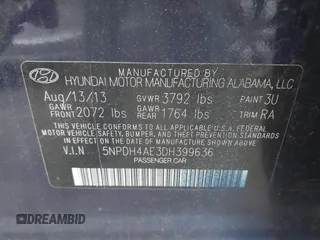 MANUFACTURED BY
HYUNDAI MOTOR MANUFACTURING ALABAMA, LLC.
Aug/13/13 GVWR 3792 lbs PAINT 3U
GAWR FRONT 2072 lbs GAWR REAR 1764 lbs TRIM RA
THIS VEHICLE CONFORMS TO ALL APPLICABLE U.S. FEDERAL
MOTOR VEHICLE SAFETY, BUMPER, AND THEFT PREVENTION
STANDARDS IN EFFECT ON THE DATE OF MANUFACTURE SHOWN ABOVE.
V.I.N 5NPDH4AE3DH399636
PASSENGER CAR